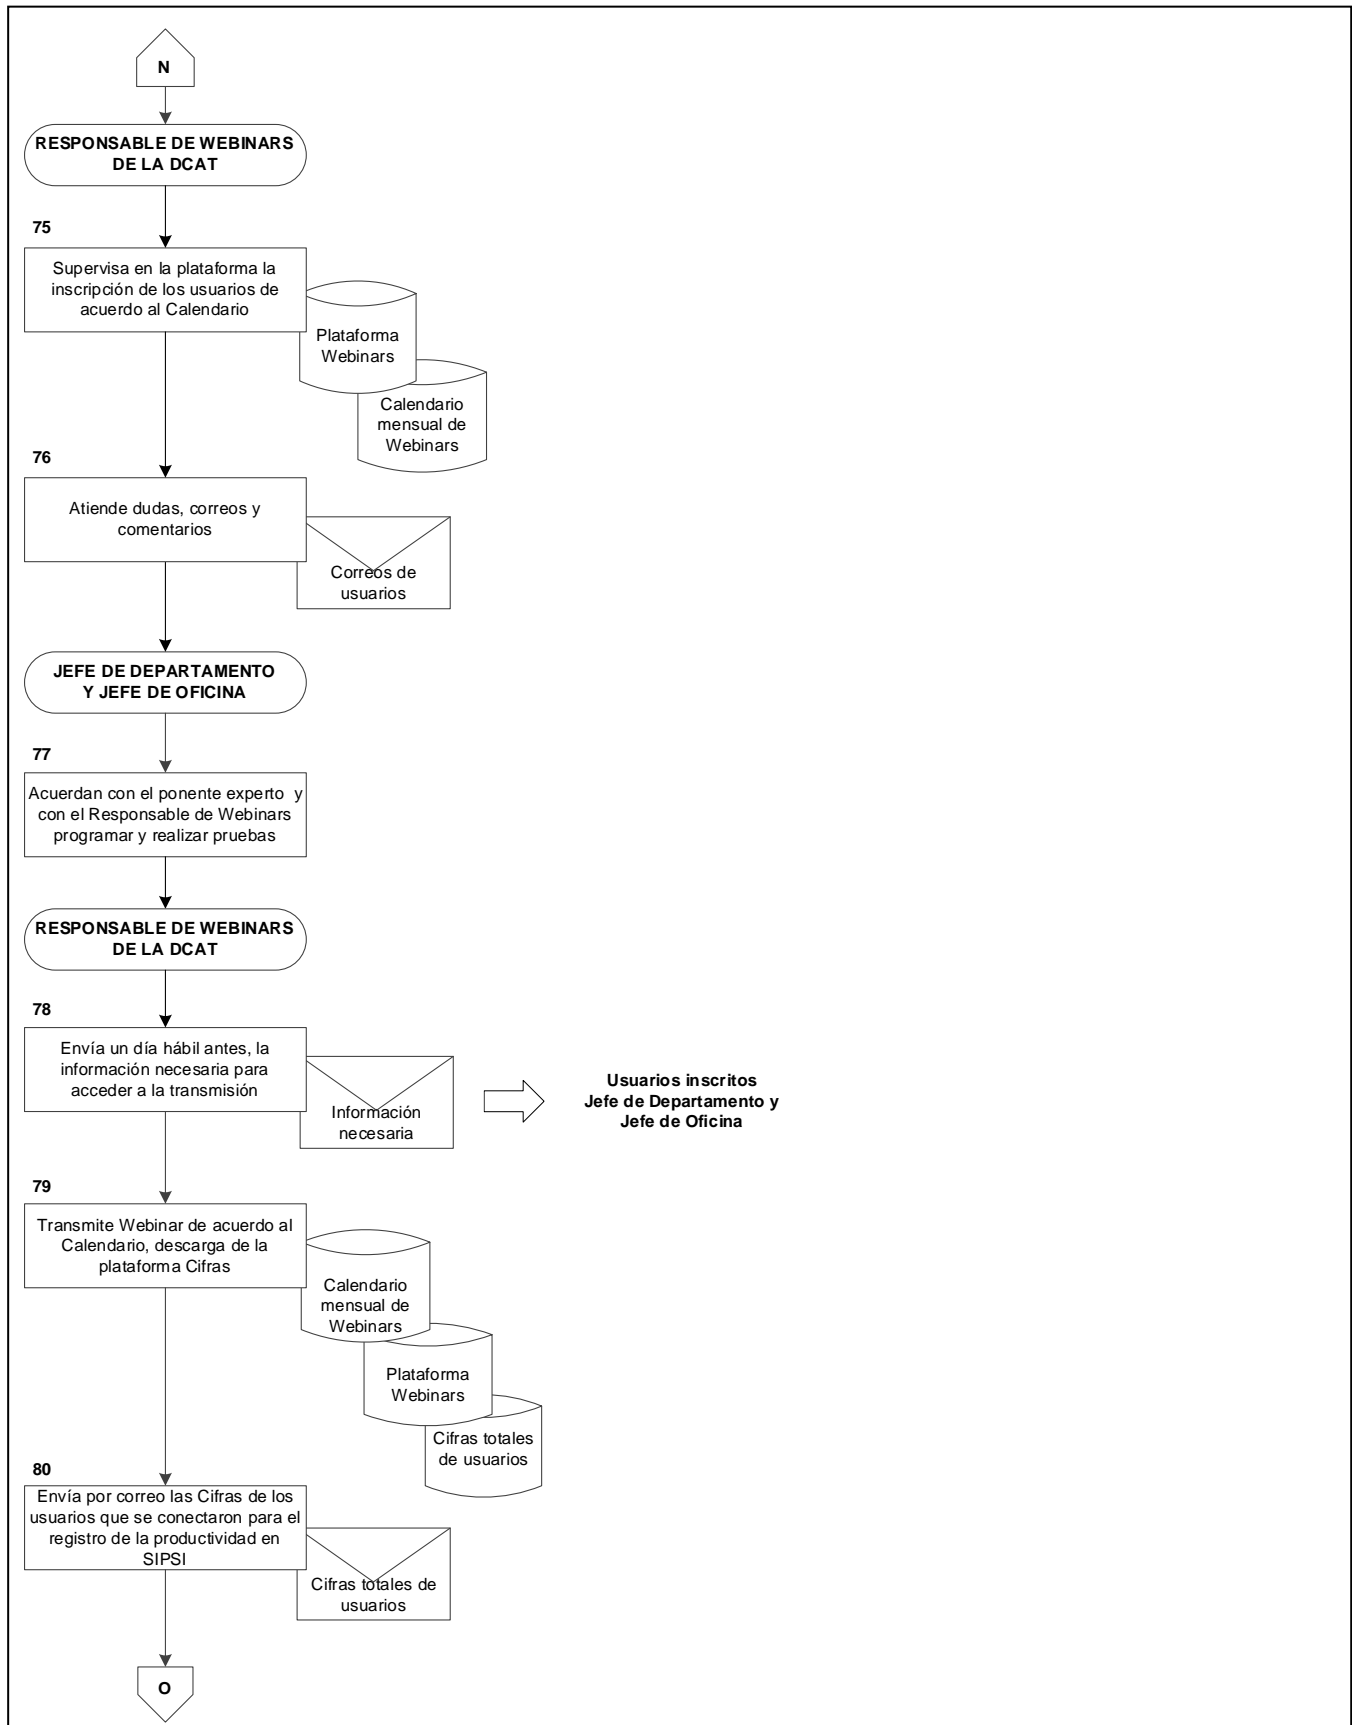 N
RESPONSABLE DE WEBINARS
DE LA DCAT
75
Supervisa en la plataforma la
inscripción de los usuarios de
acuerdo al Calendario
Plataforma
Webinars
Calendario
mensual de
Webinars
76
Atiende dudas, correos y
comentarios
Correos de
usuarios
JEFE DE DEPARTAMENTO
Y JEFE DE OFICINA
77
Acuerdan con el ponente experto y
con el Responsable de Webinars
programar y realizar pruebas
RESPONSABLE DE WEBINARS
DE LA DCAT
78
Envía un día hábil antes, la
información necesaria para
acceder a la transmisión
Información
necesaria
Usuarios inscritos
Jefe de Departamento y
Jefe de Oficina
79
Transmite Webinar de acuerdo al
Calendario, descarga de la
plataforma Cifras
Calendario
mensual de
Webinars
Plataforma
Webinars
Cifras totales
de usuarios
80
Envía por correo las Cifras de los
usuarios que se conectaron para el
registro de la productividad en
SIPSI
Cifras totales de
usuarios
O